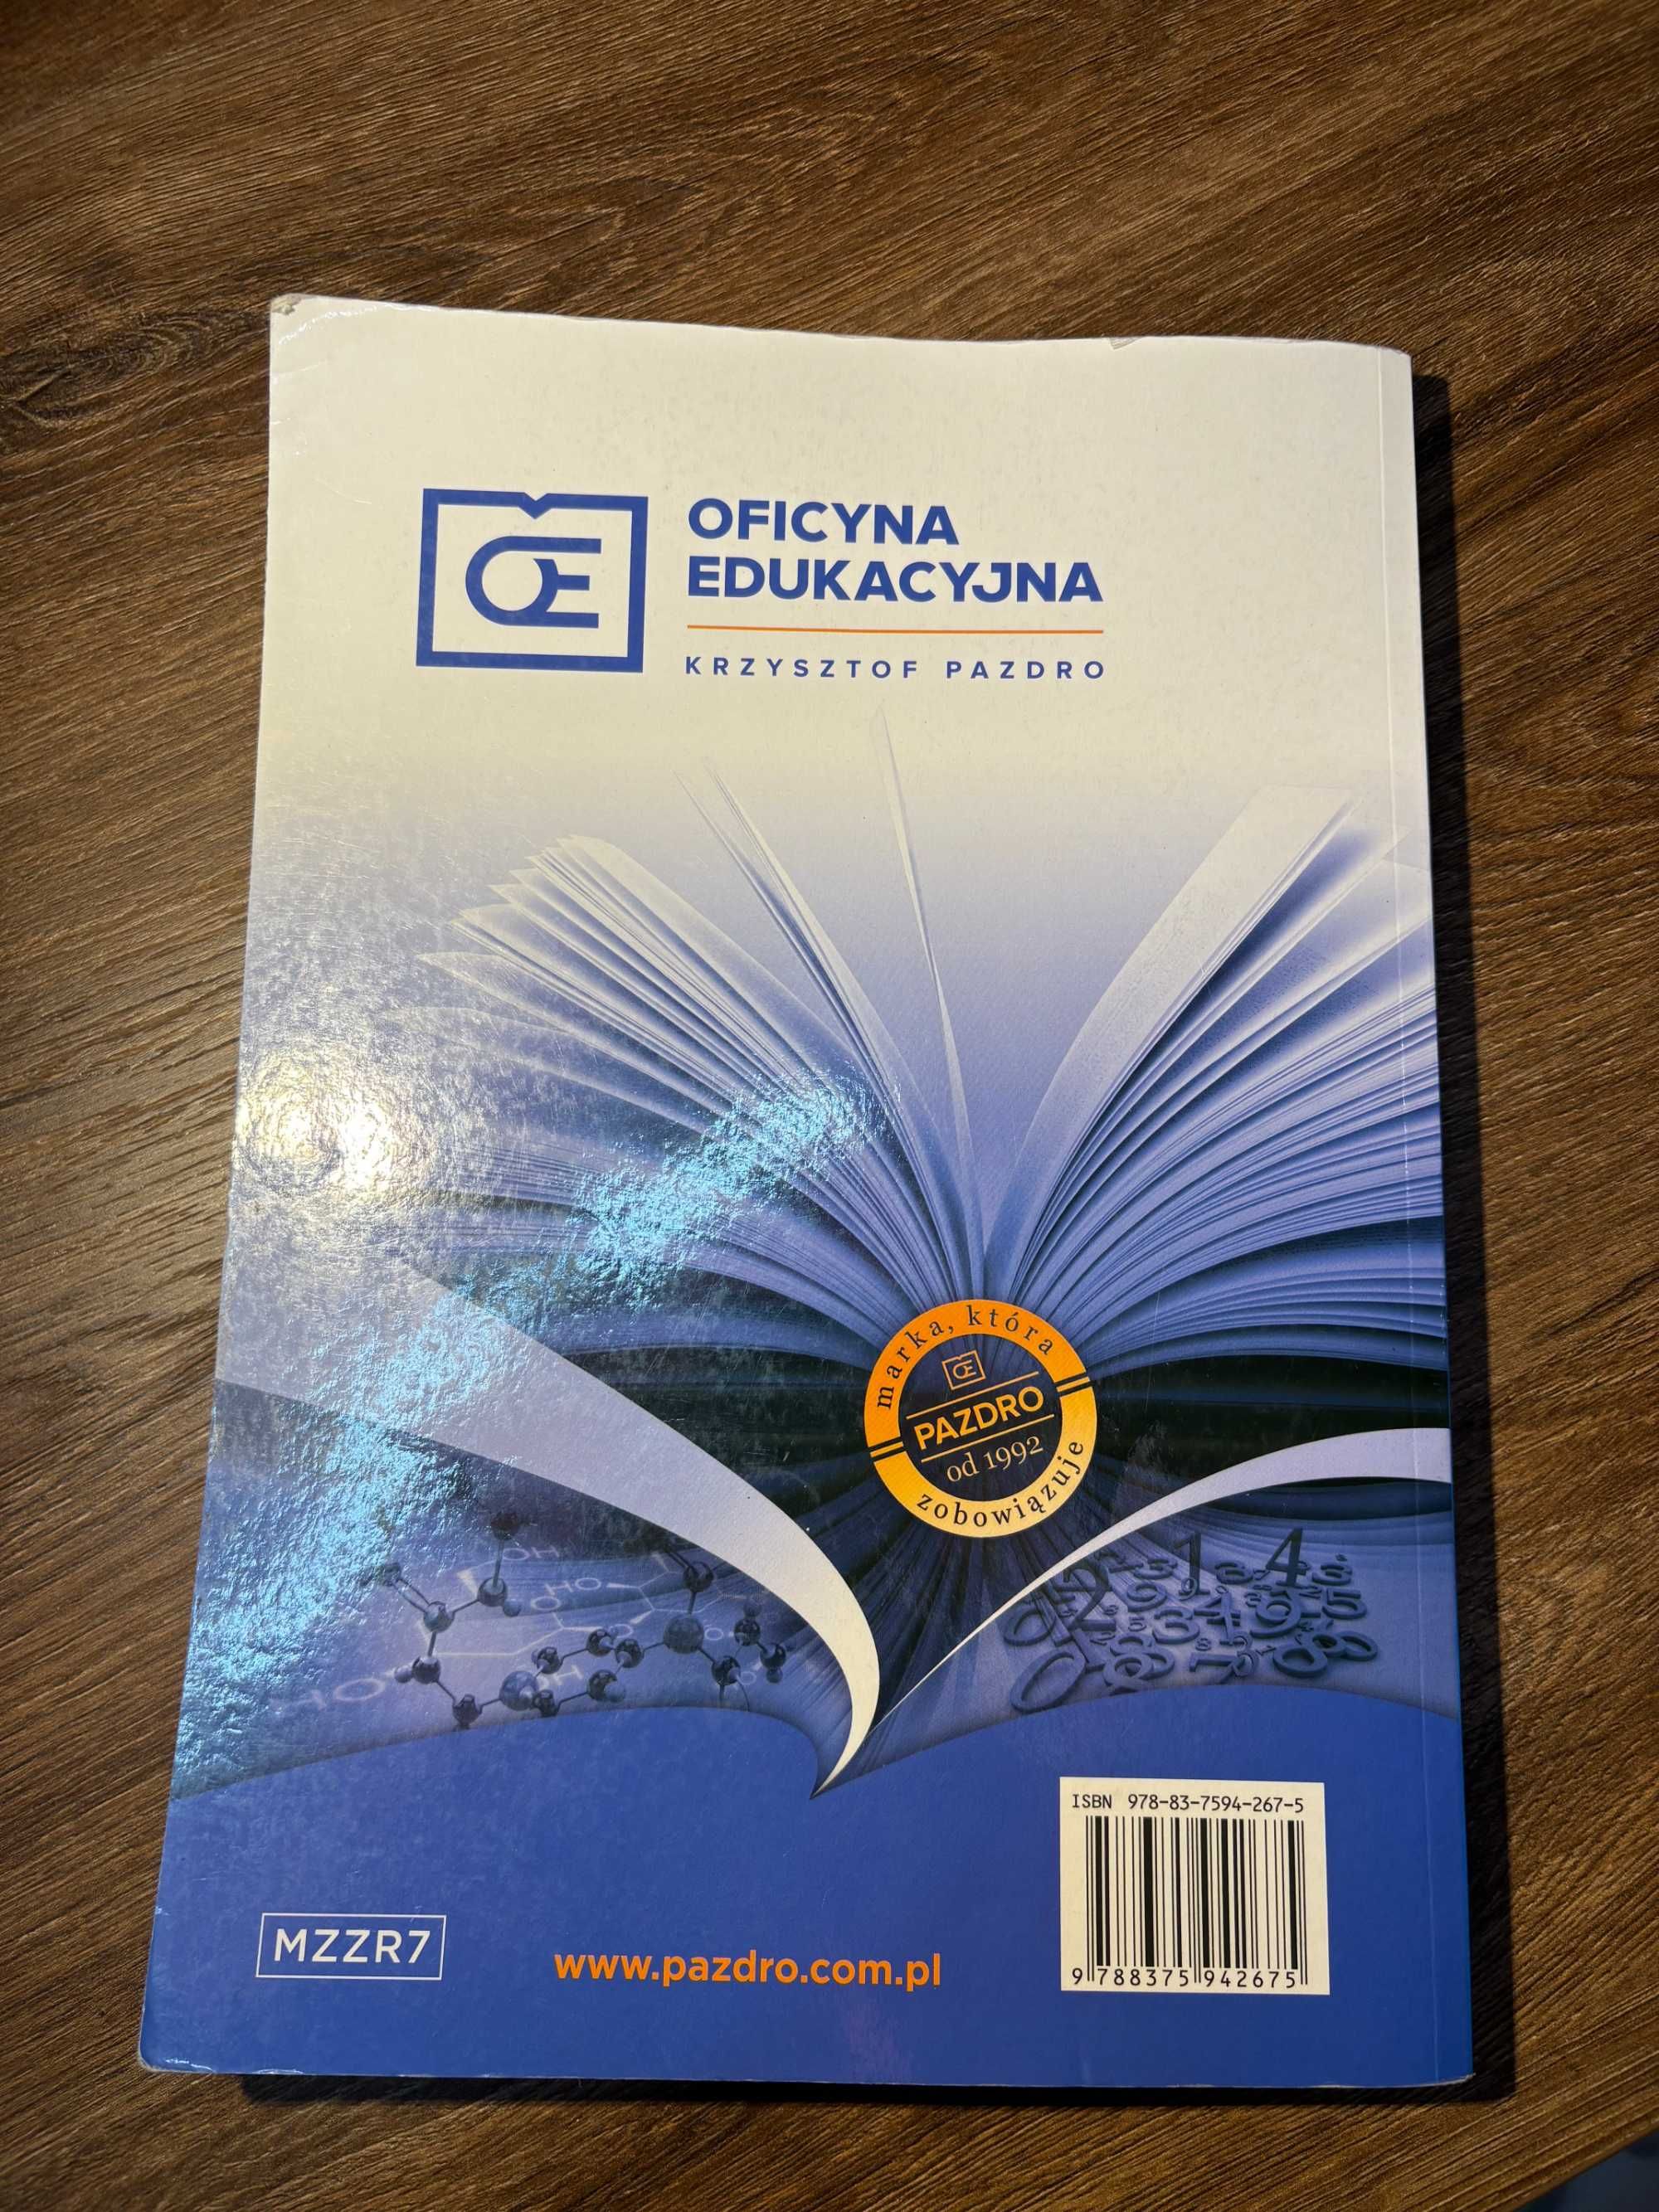 OFICYNA
EDUKACYJNA
KRZYSZTOF PAZDRO
marka, która
PAZDRO
od 1992
zobowiązuje
ISBN 978-83-7594-267-5
9 788375 942675
MZZR7
www.pazdro.com.pl